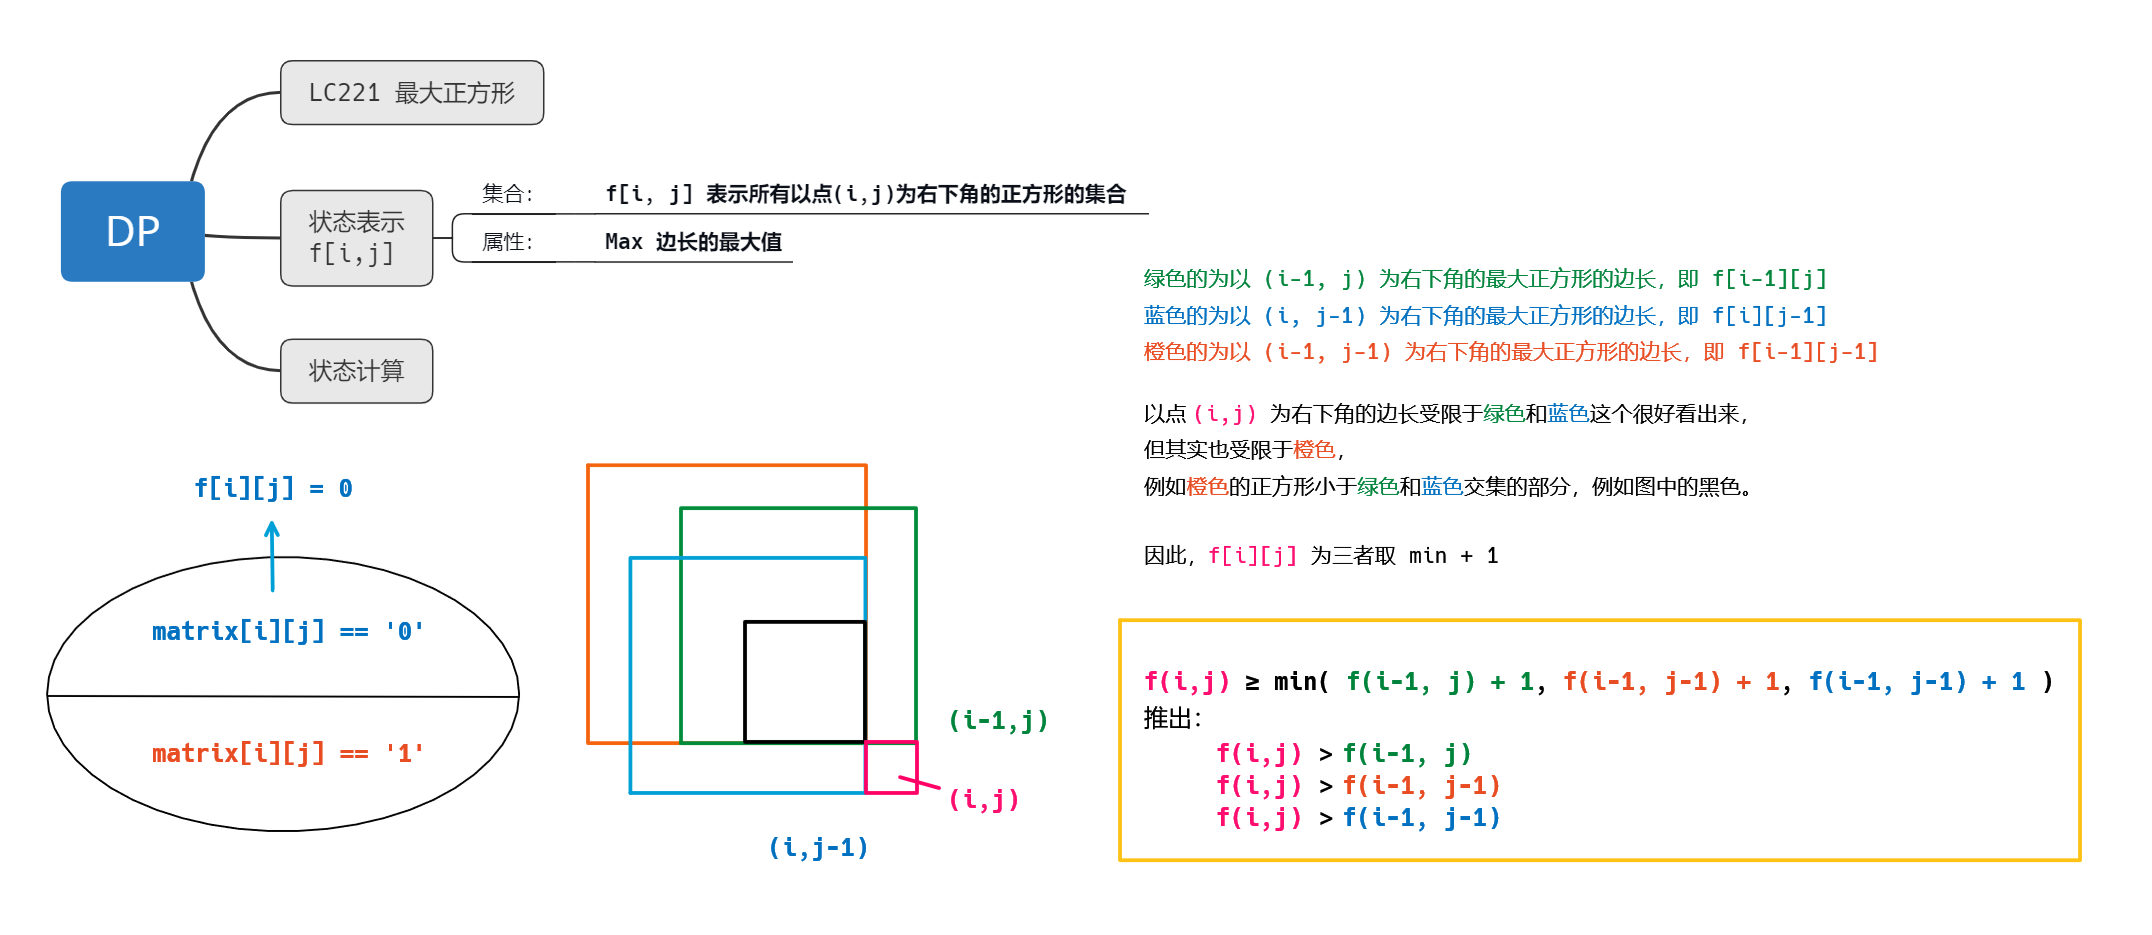 DP
LC221 最大正方形
状态表示
f[i,j]
集合: f[i, j] 表示所有以点(i,j)为右下角的正方形的集合
属性: Max 边长的最大值
状态计算
绿色的为以 (i-1, j) 为右下角的最大正方形的边长，即 f[i-1][j]
蓝色的为以 (i, j-1) 为右下角的最大正方形的边长，即 f[i][j-1]
橙色的为以 (i-1, j-1) 为右下角的最大正方形的边长，即 f[i-1][j-1]
以点 (i,j) 为右下角的边长受限于绿色和蓝色这个很好看出来，
但其实也受限于橙色，
例如橙色的正方形小于绿色和蓝色交集的部分，例如图中的黑色。
因此，f[i][j] 为三者取 min + 1
f[i][j] = 0
matrix[i][j] == '0'
matrix[i][j] == '1'
(i-1,j)
(i,j)
(i,j-1)
f(i,j) ≥ min( f(i-1, j) + 1, f(i-1, j-1) + 1, f(i-1, j-1) + 1 )
推出:
f(i,j) > f(i-1, j)
f(i,j) > f(i-1, j-1)
f(i,j) > f(i-1, j-1)